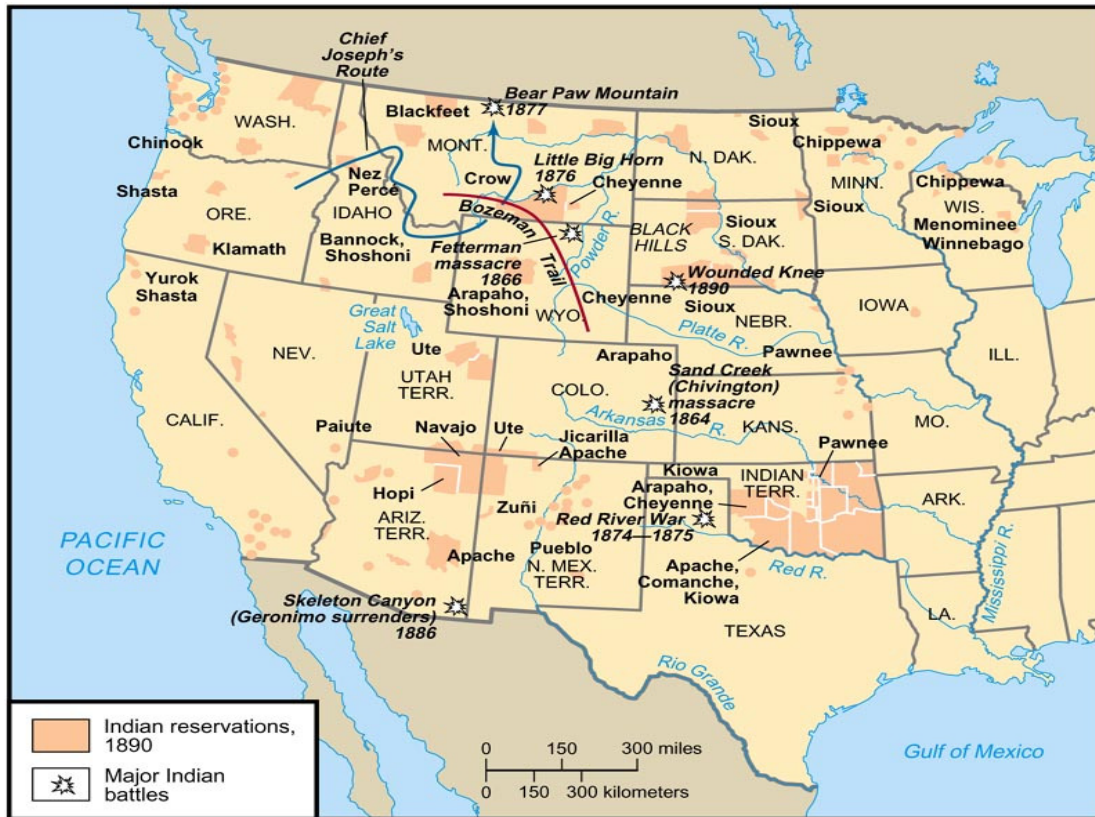 Chief
Joseph's
Route
Bear Paw Mountain
1877
Blackfeet
WASH.
MONT.
Chinook
Sioux
Chippewa
N. DAK.
Little Big Horn
1876
Nez
Percé
Crow
Cheyenne
MINN.
Chippewa
Shasta
ORE.
IDAHO
Bozeman
Trail
Powder R.
BLACK
HILLS
Sioux
S. DAK.
Sioux
WIS.
Menominee
Winnebago
Klamath
Bannock,
Shoshoni
Fetterman
massacre
1866
Wounded Knee
1890
Yurok
Shasta
Arapaho,
Shoshoni
WYO.
Cheyenne
Sioux
NEBR.
IOWA
Great
Salt
Lake
Platte R.
NEV.
Ute
UTAH
TERR.
Arapaho
Pawnee
ILL.
COLO.
Sand Creek
(Chivington)
massacre
1864
CALIF.
Arkansas
R.
KANS.
MO.
Paiute
Navajo
Ute
Jicarilla
Apache
Pawnee
Kiowa
INDIAN
TERR.
Hopi
ARIZ.
TERR.
Zuñi
Arapaho,
Cheyenne
ARK.
Red River War
1874—1875
PACIFIC
OCEAN
Apache
Pueblo
N. MEX.
TERR.
Apache,
Comanche,
Kiowa
Red R.
Mississippi R.
Skeleton Canyon
(Geronimo surrenders)
1886
TEXAS
LA.
Rio Grande
Indian reservations,
1890
Major Indian
battles
0 150 300 miles
0 150 300 kilometers
Gulf of Mexico